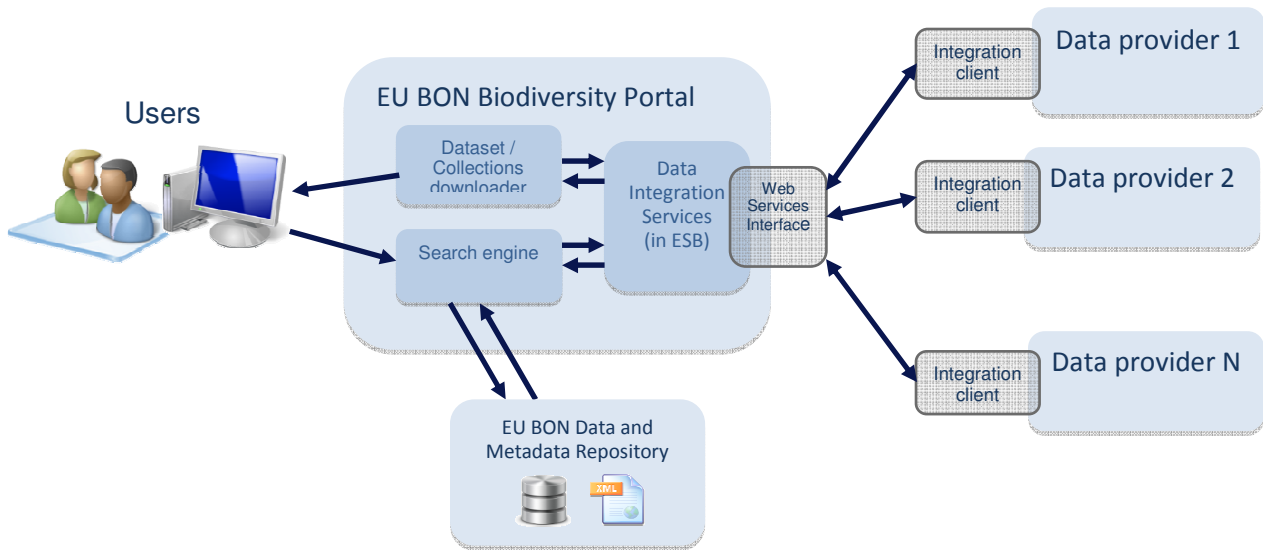 Users
EU BON Biodiversity Portal
Dataset /
Collections
downloader
Search engine
Data
Integration
Services
(in ESB)
Web
Services
Interface
Integration
client
Data provider 1
Integration
client
Data provider 2
Integration
client
Data provider N
EU BON Data and
Metadata Repository
XML